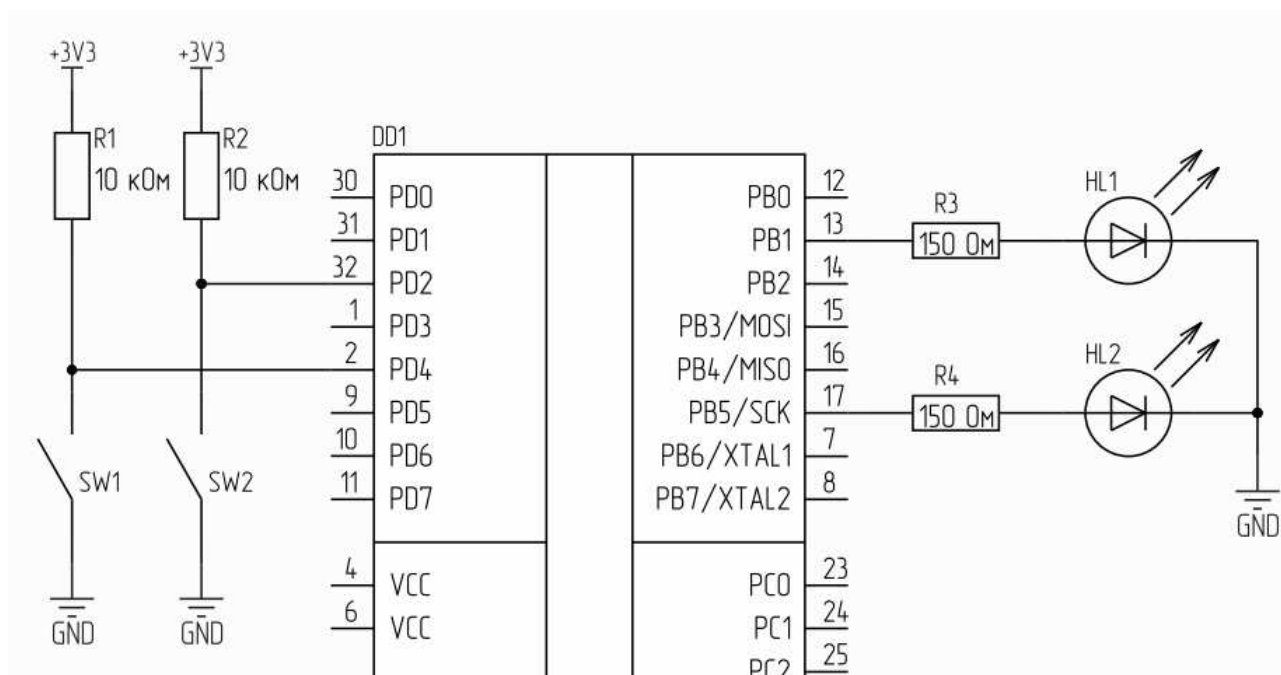 +3V3
+3V3
R1
10 кОм
R2
10 кОм
DD1
30 PD0
31 PD1
32 PD2
1 PD3
2 PD4
9 PD5
10 PD6
11 PD7
4 VCC
6 VCC
PB0 12
PB1 13
PB2 14
PB3/MOSI 15
PB4/MISO 16
PB5/SCK 17
PB6/XTAL1 7
PB7/XTAL2 8
PC0 23
PC1 24
PC2 25
R3
150 Ом
HL1
R4
150 Ом
HL2
SW1
SW2
GND
GND
GND